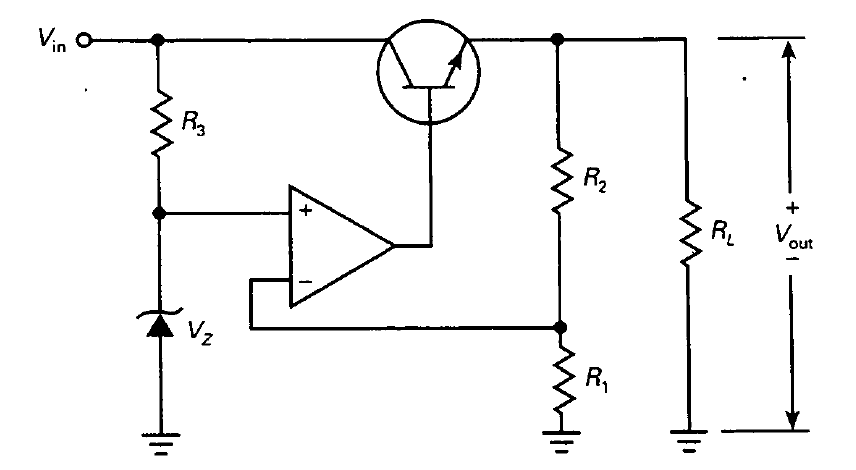 V_in
R_3
+
−
V_Z
R_2
R_1
R_L
+
V_out
−